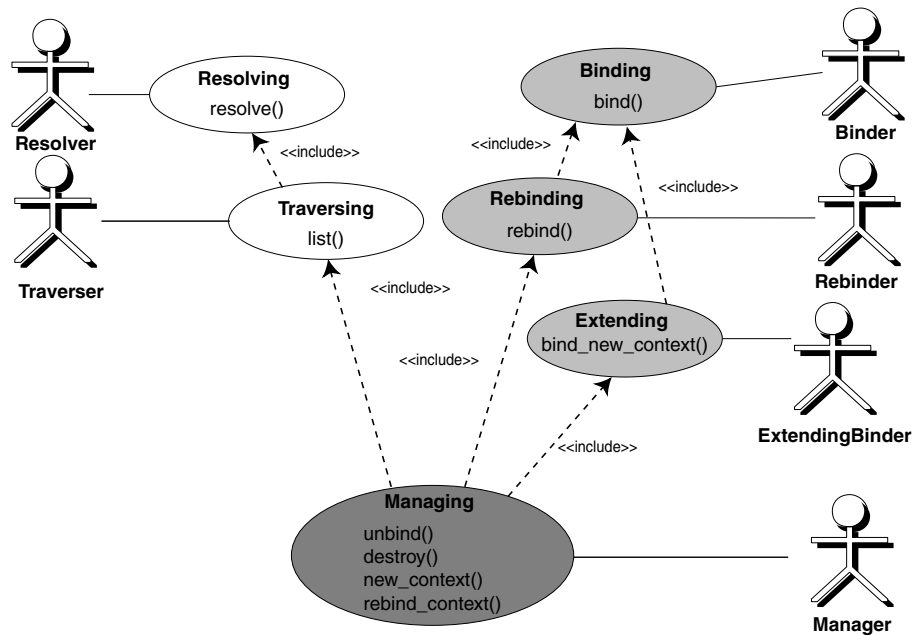 Resolving
resolve()
Resolver
Binding
bind()
Binder
<<include>>
<<include>>
<<include>>
Traversing
list()
Traverser
Rebinding
rebind()
Rebinder
<<include>>
Extending
bind_new_context()
ExtendingBinder
<<include>>
<<include>>
Managing
unbind()
destroy()
new_context()
rebind_context()
Manager